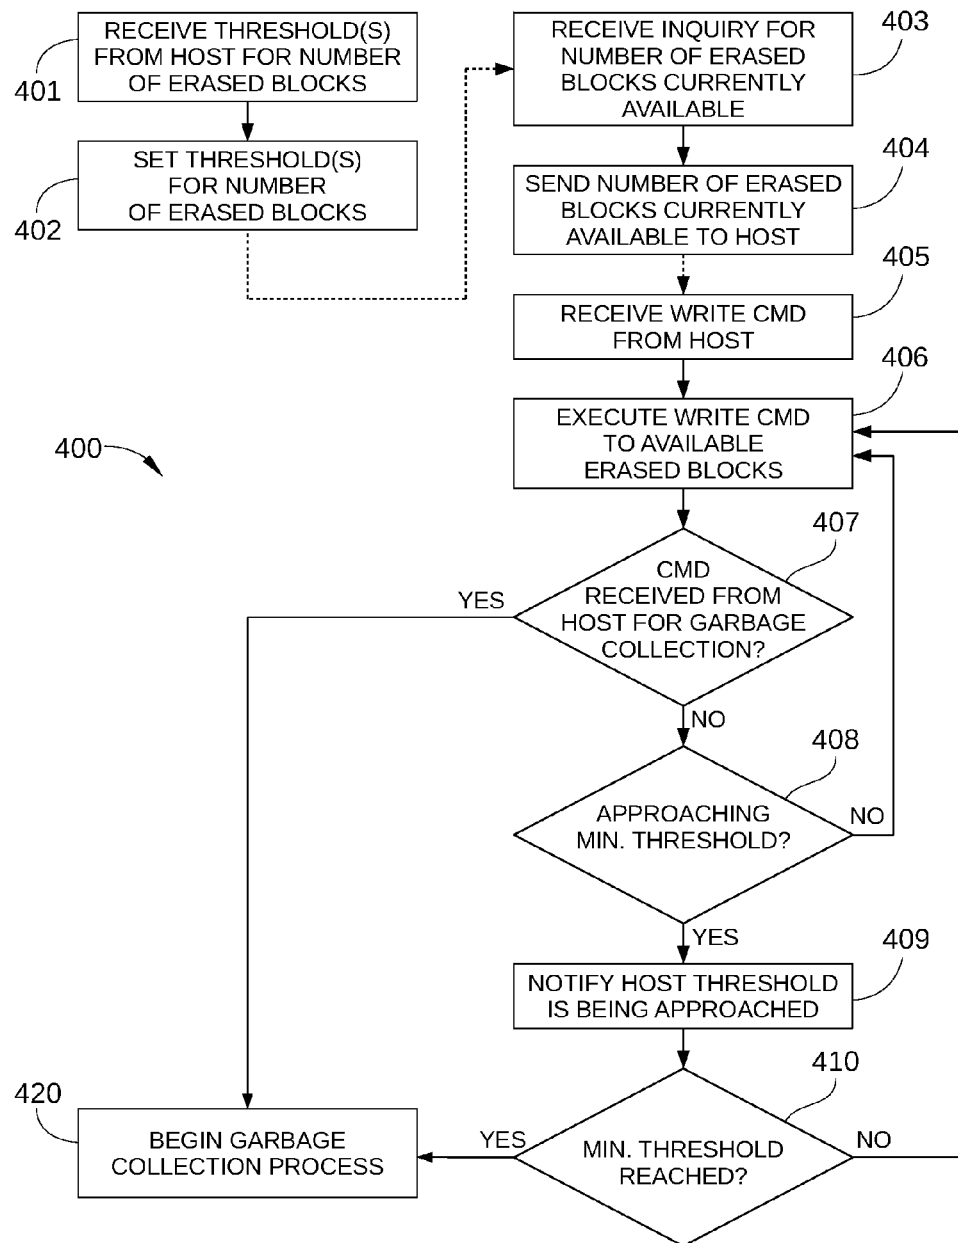 RECEIVE THRESHOLD(S)
FROM HOST FOR NUMBER
OF ERASED BLOCKS
401
SET THRESHOLD(S)
FOR NUMBER
OF ERASED BLOCKS
402
RECEIVE INQUIRY FOR
NUMBER OF ERASED
BLOCKS CURRENTLY
AVAILABLE
403
SEND NUMBER OF ERASED
BLOCKS CURRENTLY
AVAILABLE TO HOST
404
RECEIVE WRITE CMD
FROM HOST
405
EXECUTE WRITE CMD
TO AVAILABLE
ERASED BLOCKS
406
400
CMD
RECEIVED FROM
HOST FOR GARBAGE
COLLECTION?
407
YES
NO
APPROACHING
MIN. THRESHOLD?
408
NO
YES
NOTIFY HOST THRESHOLD
IS BEING APPROACHED
409
MIN. THRESHOLD
REACHED?
410
YES
NO
BEGIN GARBAGE
COLLECTION PROCESS
420